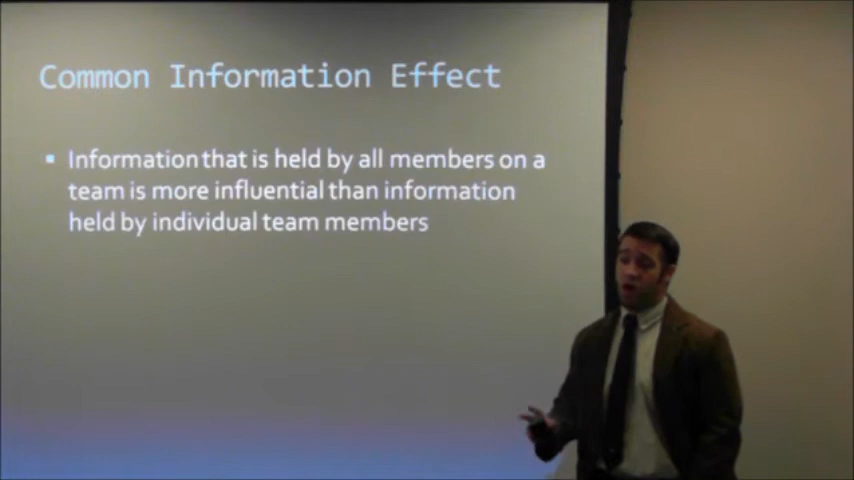 Common Information Effect
Information that is held by all members on a
team is more influential than information
held by individual team members